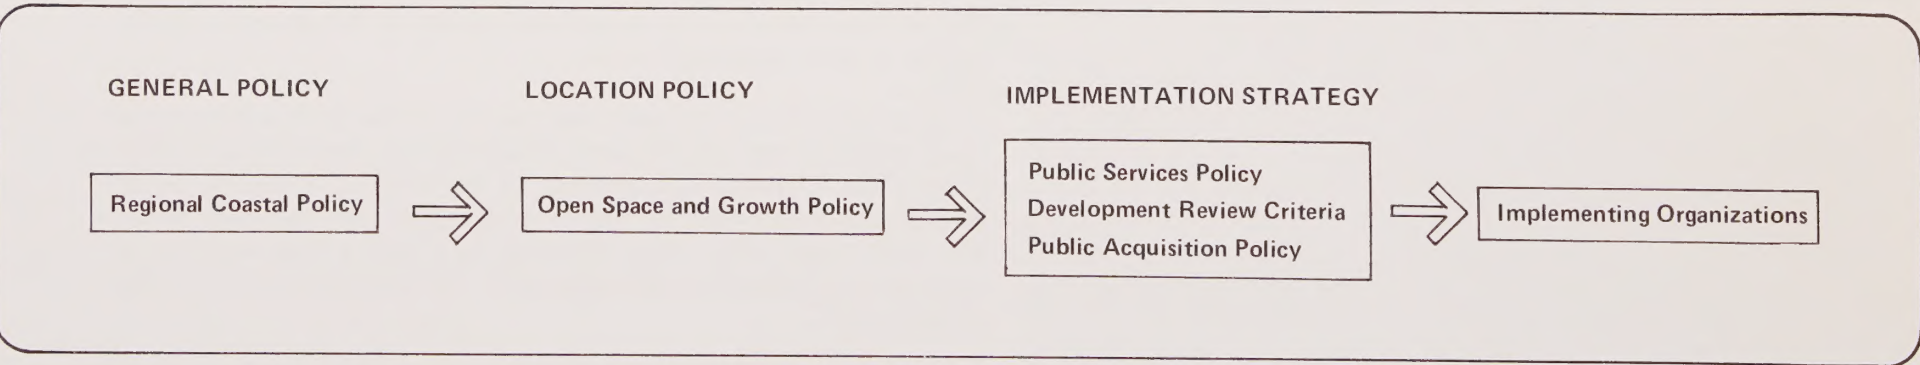 GENERAL POLICY
LOCATION POLICY
IMPLEMENTATION STRATEGY
Regional Coastal Policy
Open Space and Growth Policy
Public Services Policy
Development Review Criteria
Public Acquisition Policy
Implementing Organizations